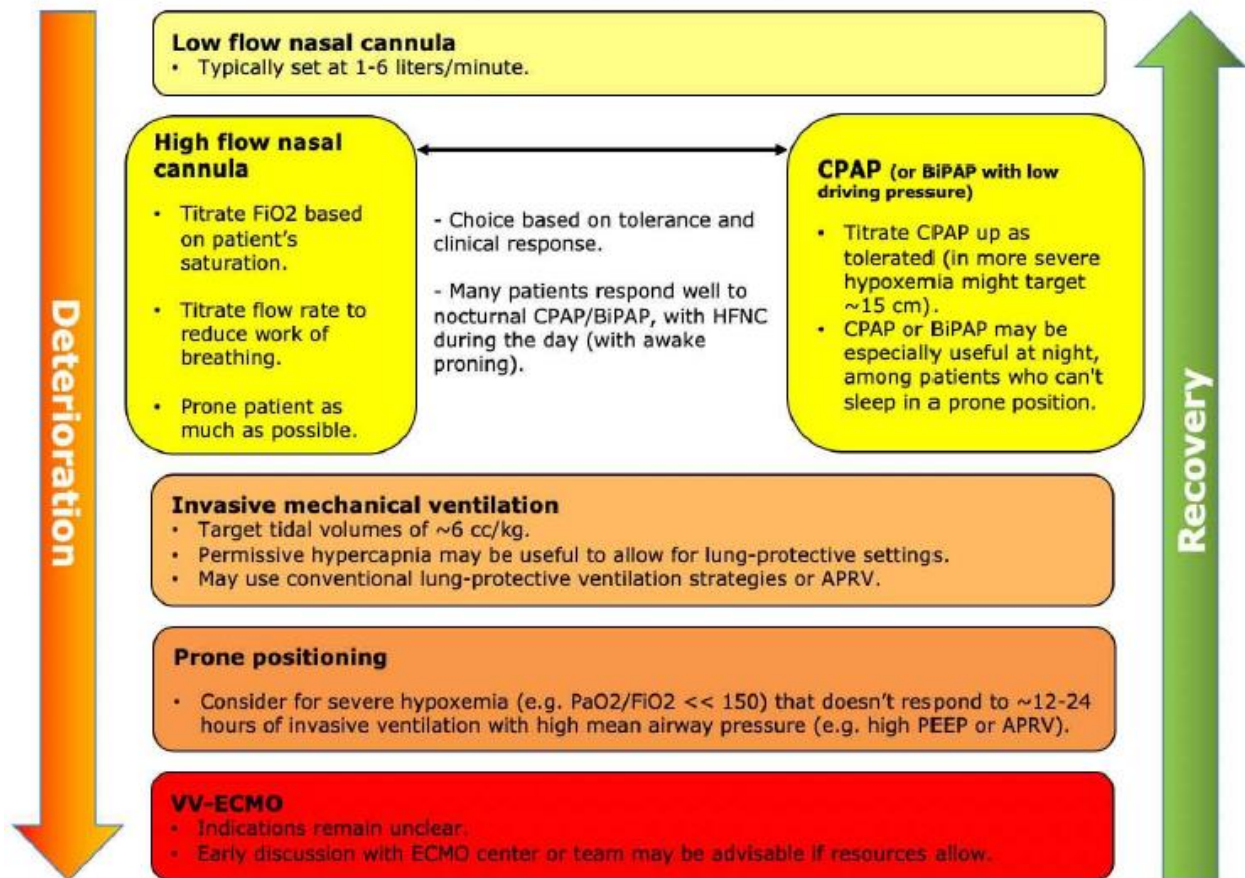 Low flow nasal cannula
• Typically set at 1-6 liters/minute.
High flow nasal
cannula
• Titrate FiO2 based
on patient's
saturation.
• Titrate flow rate to
reduce work of
breathing.
• Prone patient as
much as possible.
- Choice based on tolerance and
clinical response.
- Many patients respond well to
nocturnal CPAP/BiPAP, with HFNC
during the day (with awake
proning).
CPAP (or BiPAP with low
driving pressure)
• Titrate CPAP up as
tolerated (in more severe
hypoxemia might target
~15 cm).
• CPAP or BiPAP may be
especially useful at night,
among patients who can't
sleep in a prone position.
Deterioration
Recovery
Invasive mechanical ventilation
• Target tidal volumes of ~6 cc/kg.
• Permissive hypercapnia may be useful to allow for lung-protective settings.
• May use conventional lung-protective ventilation strategies or APRV.
Prone positioning
• Consider for severe hypoxemia (e.g. PaO2/FiO2 << 150) that doesn't respond to ~12-24
hours of invasive ventilation with high mean airway pressure (e.g. high PEEP or APRV).
VV-ECMO
• Indications remain unclear.
• Early discussion with ECMO center or team may be advisable if resources allow.